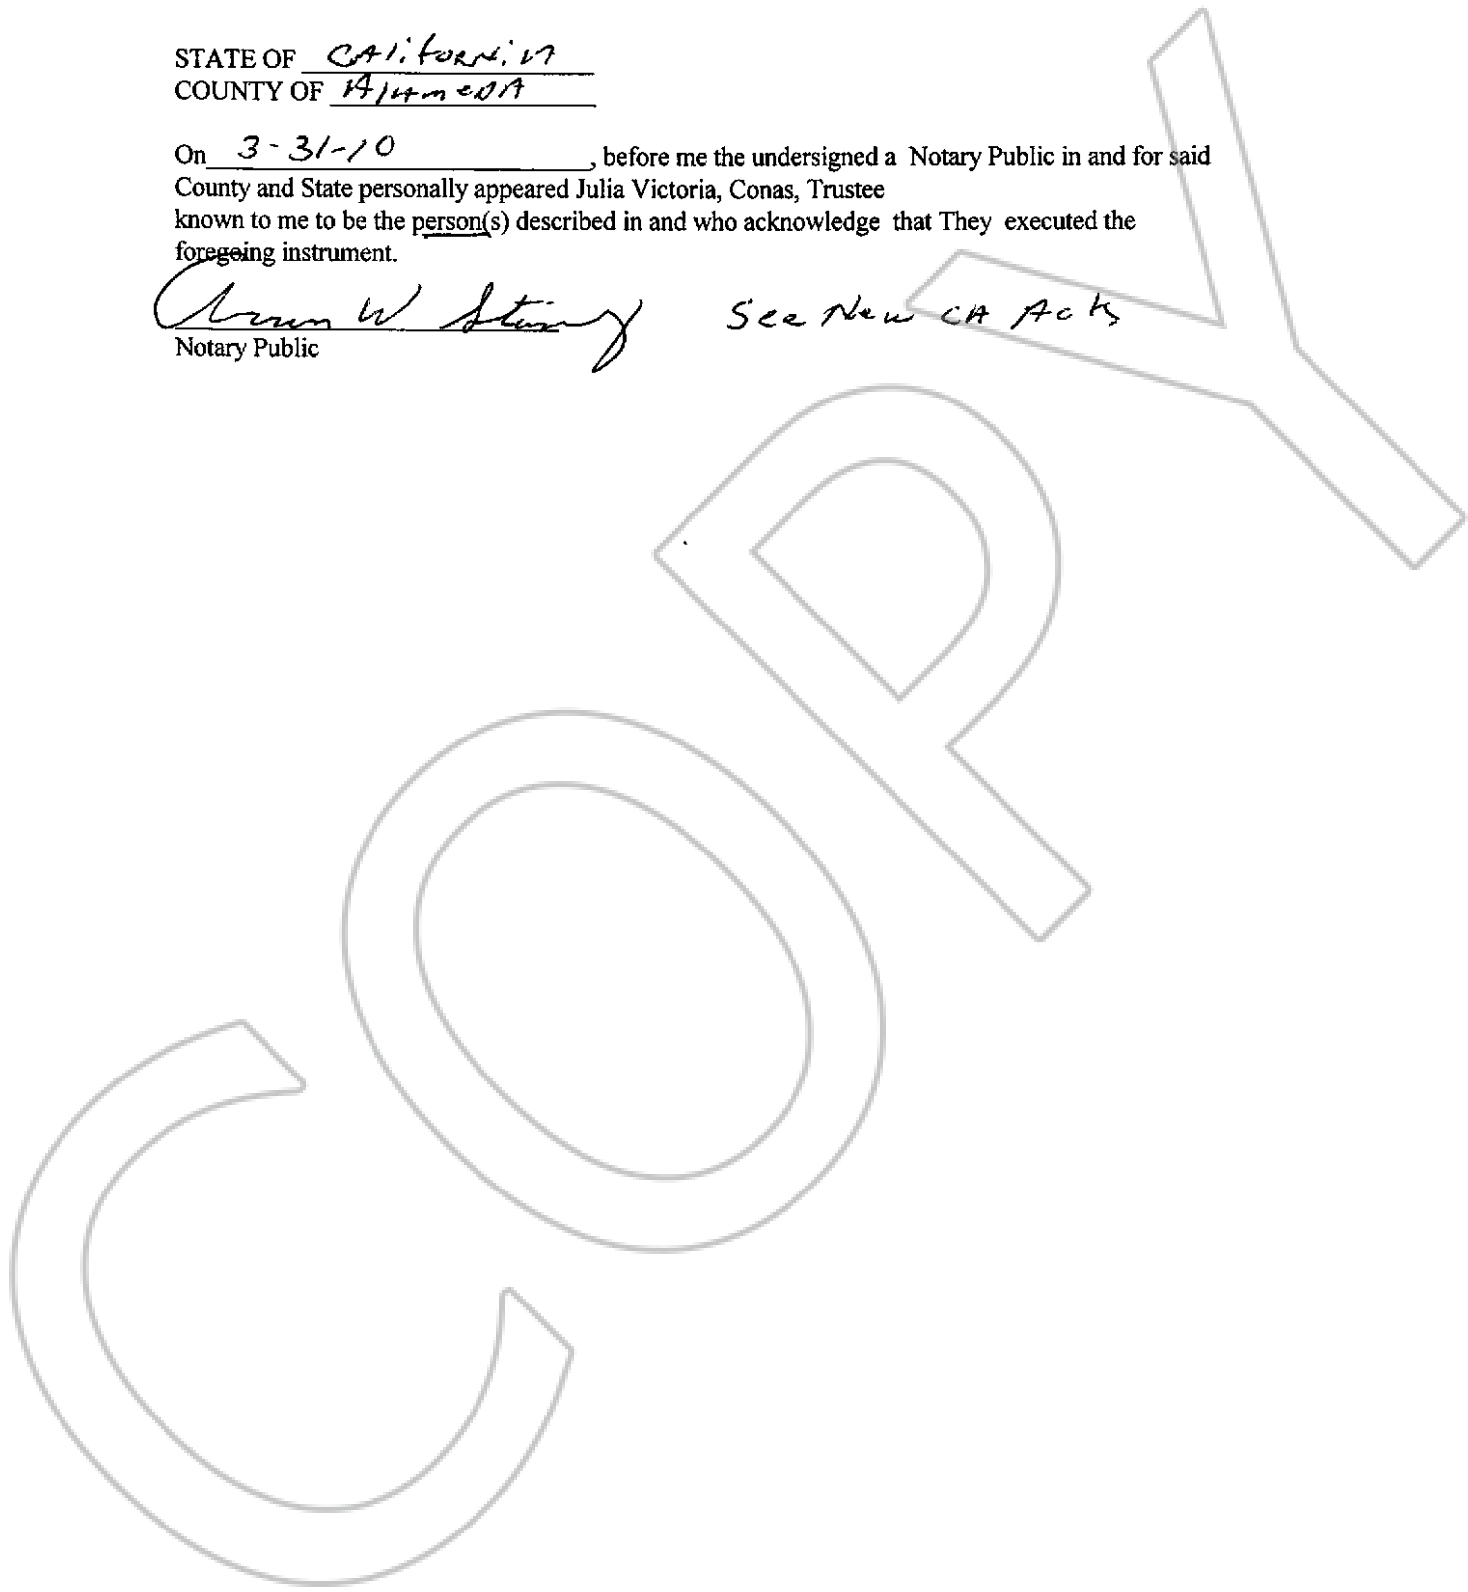 STATE OF CAliforniA
COUNTY OF AlAmeDA
On 3-31-10, before me the undersigned a Notary Public in and for said
County and State personally appeared Julia Victoria, Conas, Trustee
known to me to be the person(s) described in and who acknowledge that They executed the
foregoing instrument.
W
See New CA Ack
Notary Public
COPY